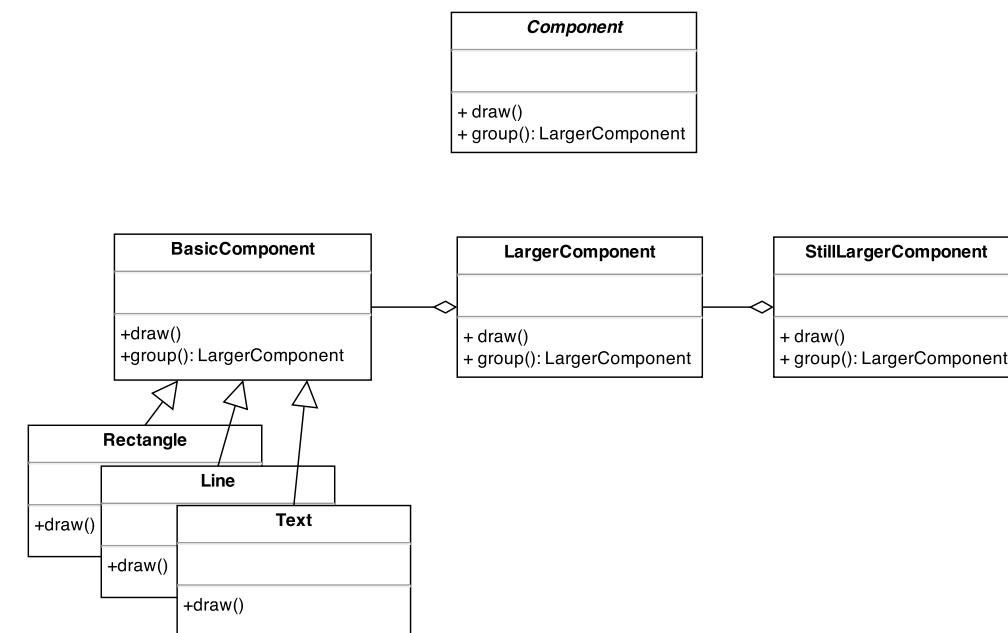 Component
+ draw()
+ group(): LargerComponent
BasicComponent
+draw()
+group(): LargerComponent
LargerComponent
+ draw()
+ group(): LargerComponent
StillLargerComponent
+ draw()
+ group(): LargerComponent
Rectangle
+draw()
Line
+draw()
Text
+draw()